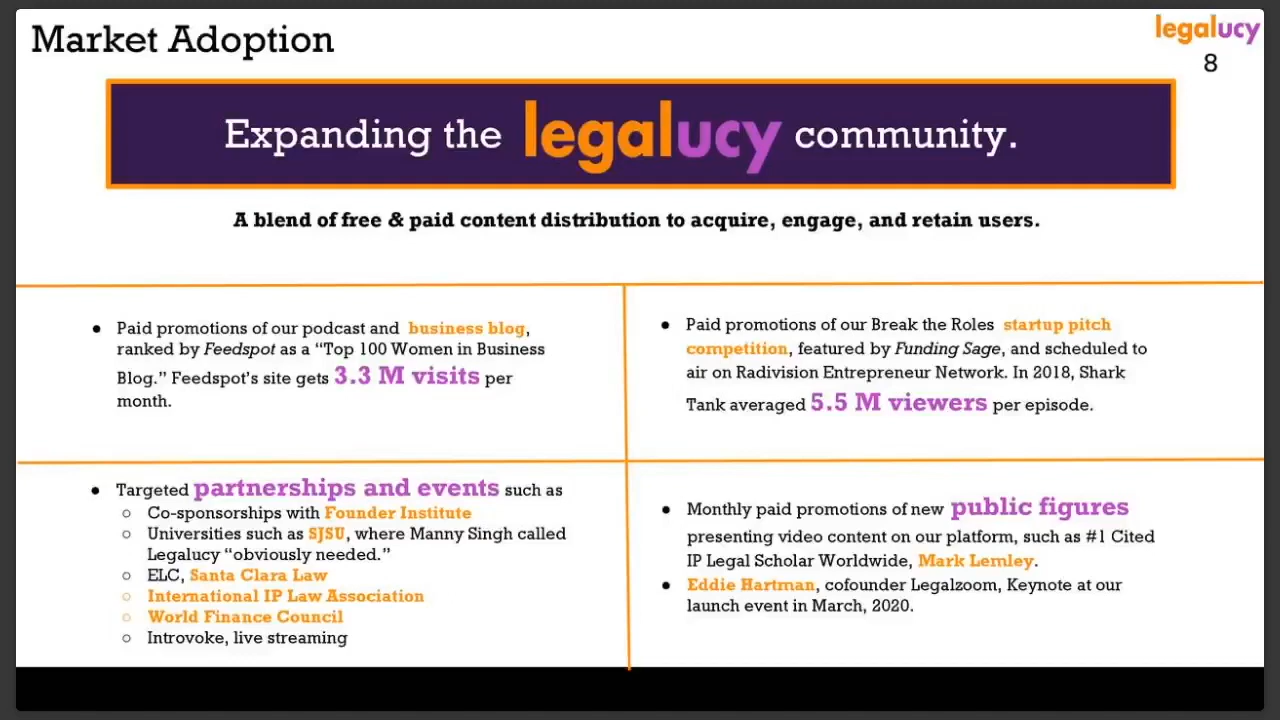 Market Adoption
legalucy
8
Expanding the legalucy community.
A blend of free & paid content distribution to acquire, engage, and retain users.
● Paid promotions of our podcast and business blog,
ranked by Feedspot as a “Top 100 Women in Business
Blog.” Feedspot’s site gets 3.3 M visits per
month.
● Paid promotions of our Break the Roles startup pitch
competition, featured by Funding Sage, and scheduled to
air on Radivision Entrepreneur Network. In 2018, Shark
Tank averaged 5.5 M viewers per episode.
● Targeted partnerships and events such as
○ Co-sponsorships with Founder Institute
○ Universities such as SJSU, where Manny Singh called
Legalucy “obviously needed.”
○ ELC, Santa Clara Law
○ International IP Law Association
○ World Finance Council
○ Introvoke, live streaming
● Monthly paid promotions of new public figures
presenting video content on our platform, such as #1 Cited
IP Legal Scholar Worldwide, Mark Lemley.
● Eddie Hartman, cofounder Legalzoom, Keynote at our
launch event in March, 2020.